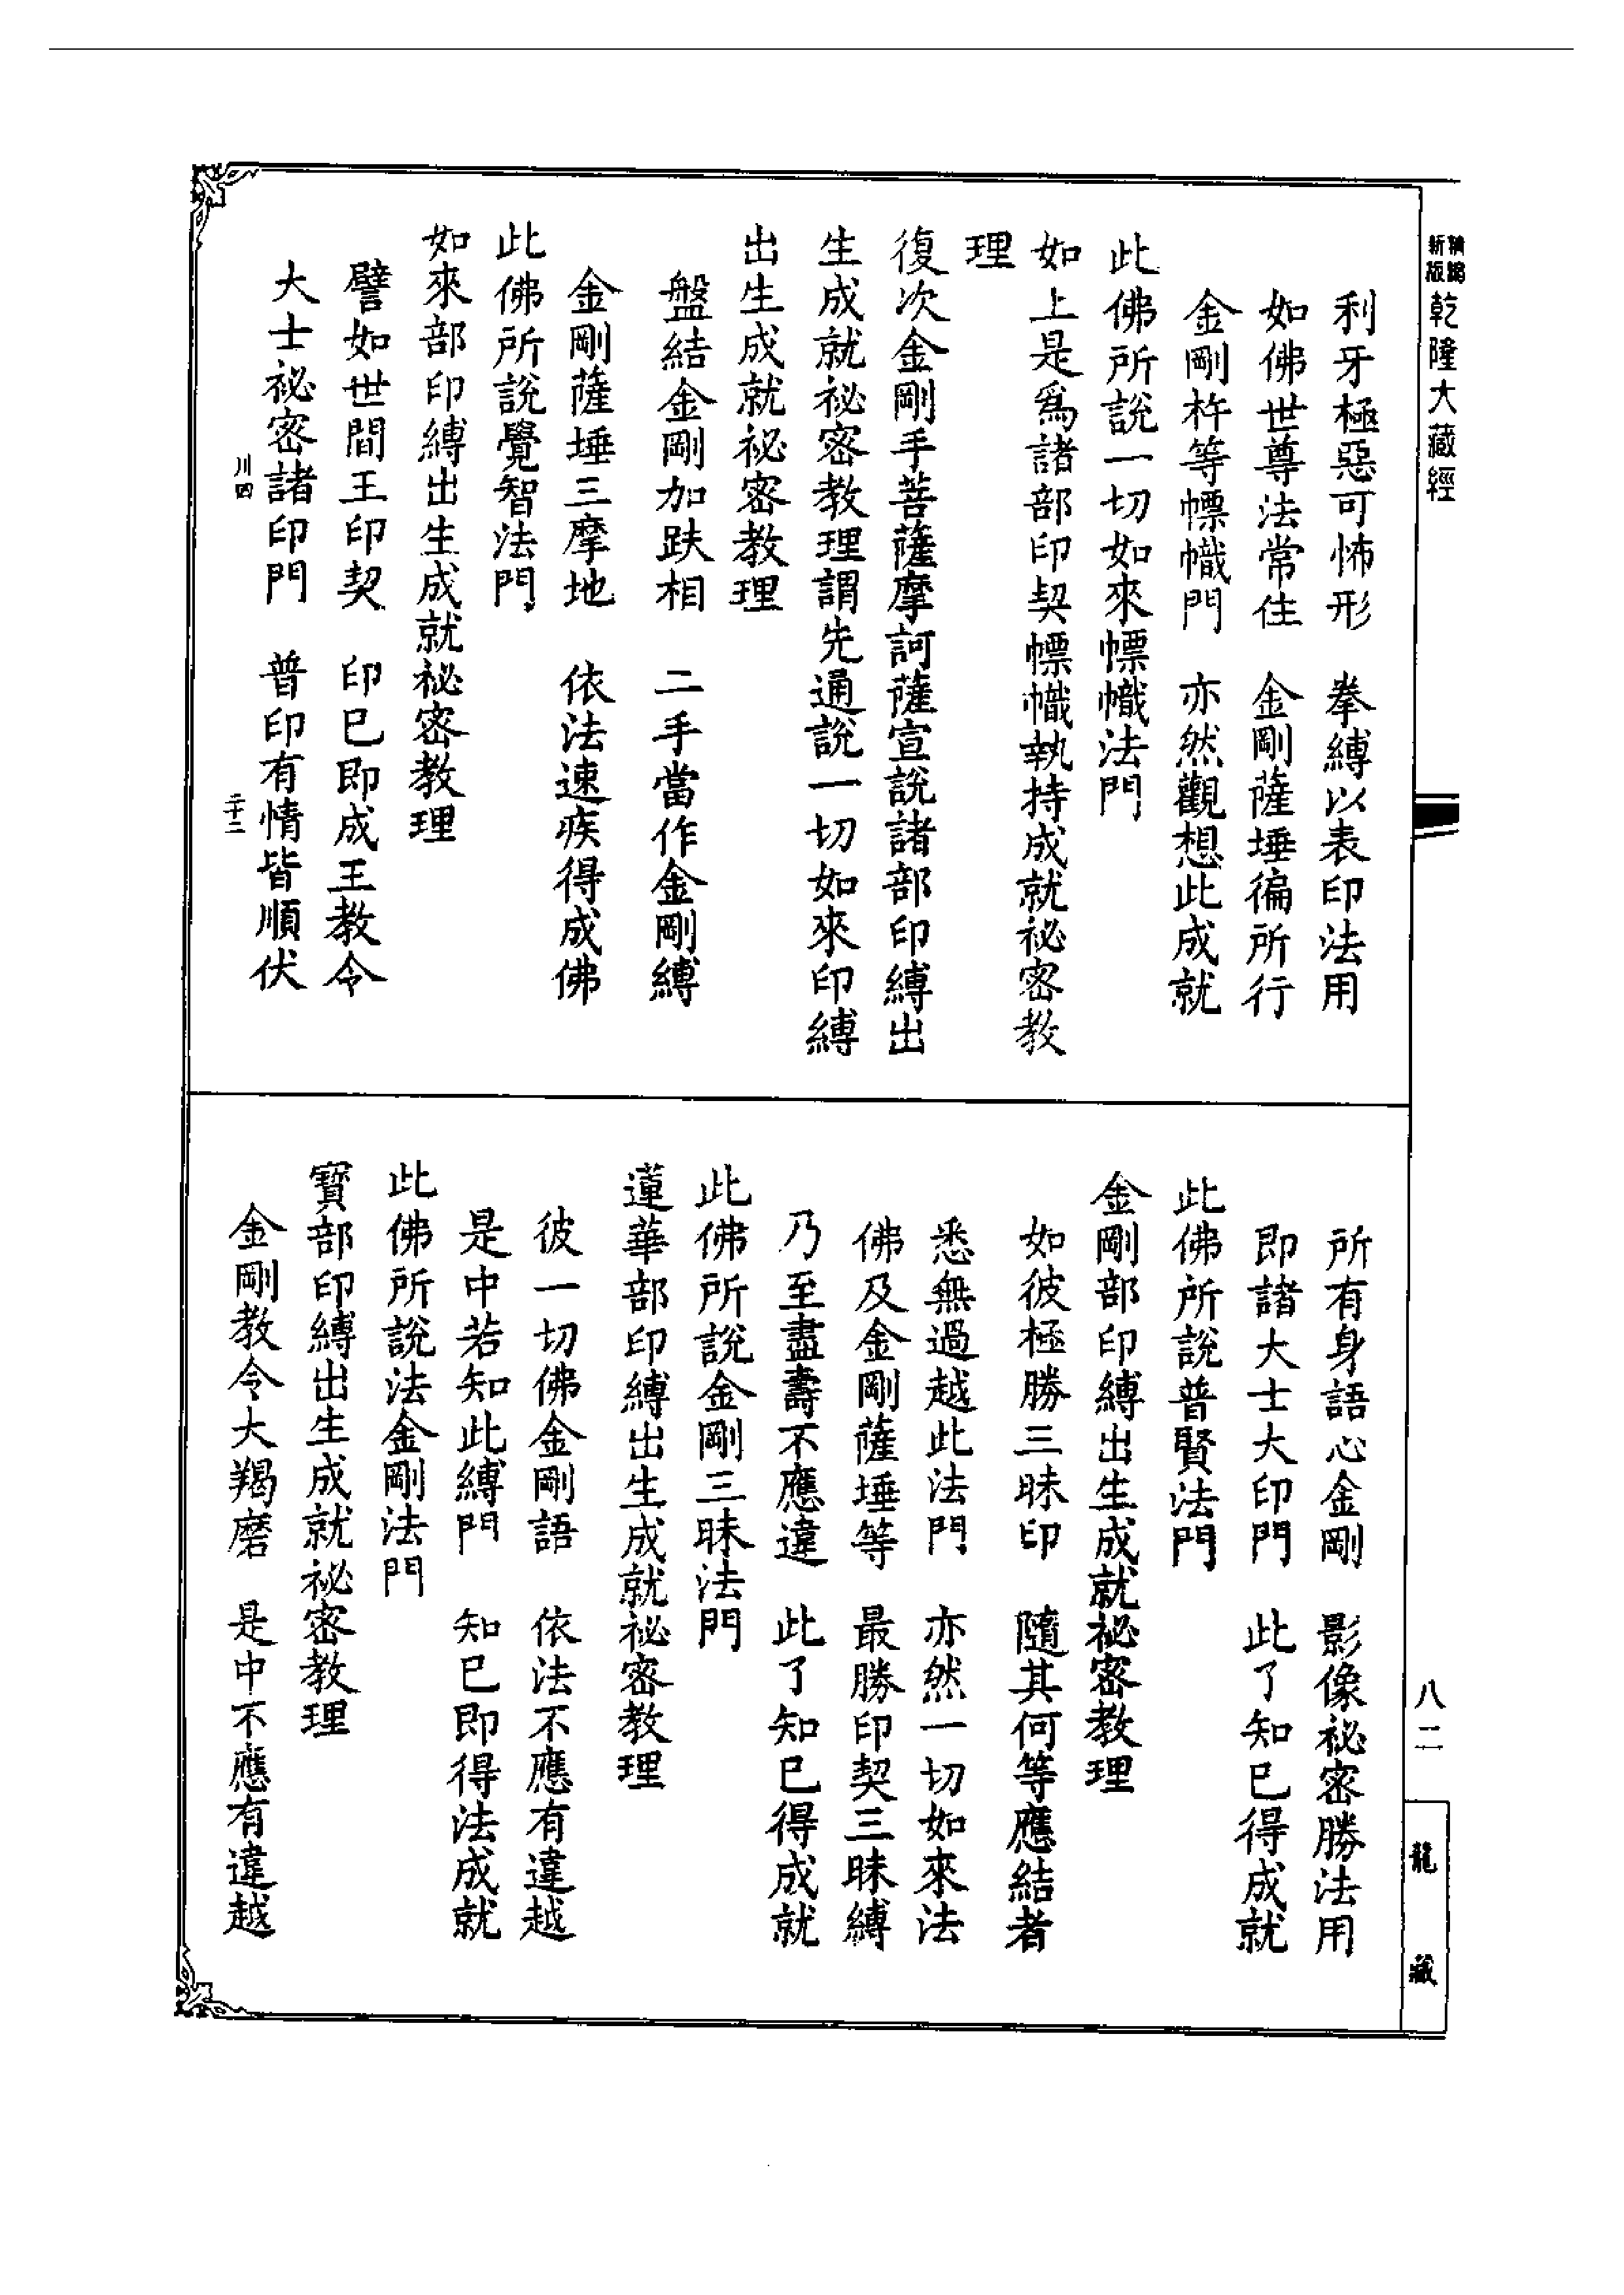 精編
新版
乾隆大藏經
利牙極惡可怖形　拳縛以表印法用
如佛世尊法常住　金剛薩埵徧所行
金剛杵等幖幟門　亦然觀想此成就
此佛所說一切如來幖幟法門
如上是爲諸部印契幖幟執持成就祕密教
理
復次金剛手菩薩摩訶薩宣說諸部印縛出
生成就祕密教理謂先通說一切如來印縛
出生成就祕密教理
盤結金剛加趺相　二手當作金剛縛
金剛薩埵三摩地　依法速疾得成佛
此佛所說覺智法門
如來部印縛出生成就祕密教理
譬如世間王印契　印已即成王教令
大士祕密諸印門　普印有情皆順伏
川四　二十二
所有身語心金剛　影像祕密勝法用
即諸大士大印門　此了知已得成就
此佛所說普賢法門
金剛部印縛出生成就祕密教理
如彼極勝三昧印　隨其何等應結者
悉無過越此法門　亦然一切如來法
佛及金剛薩埵等　最勝印契三昧縛
乃至盡壽不應違　此了知已得成就
此佛所說金剛三昧法門
蓮華部印縛出生成就祕密教理
彼一切佛金剛語　依法不應有違越
是中若知此縛門　知已即得法成就
此佛所說法金剛法門
寶部印縛出生成就祕密教理
金剛教令大羯磨　是中不應有違越
八二
龍藏